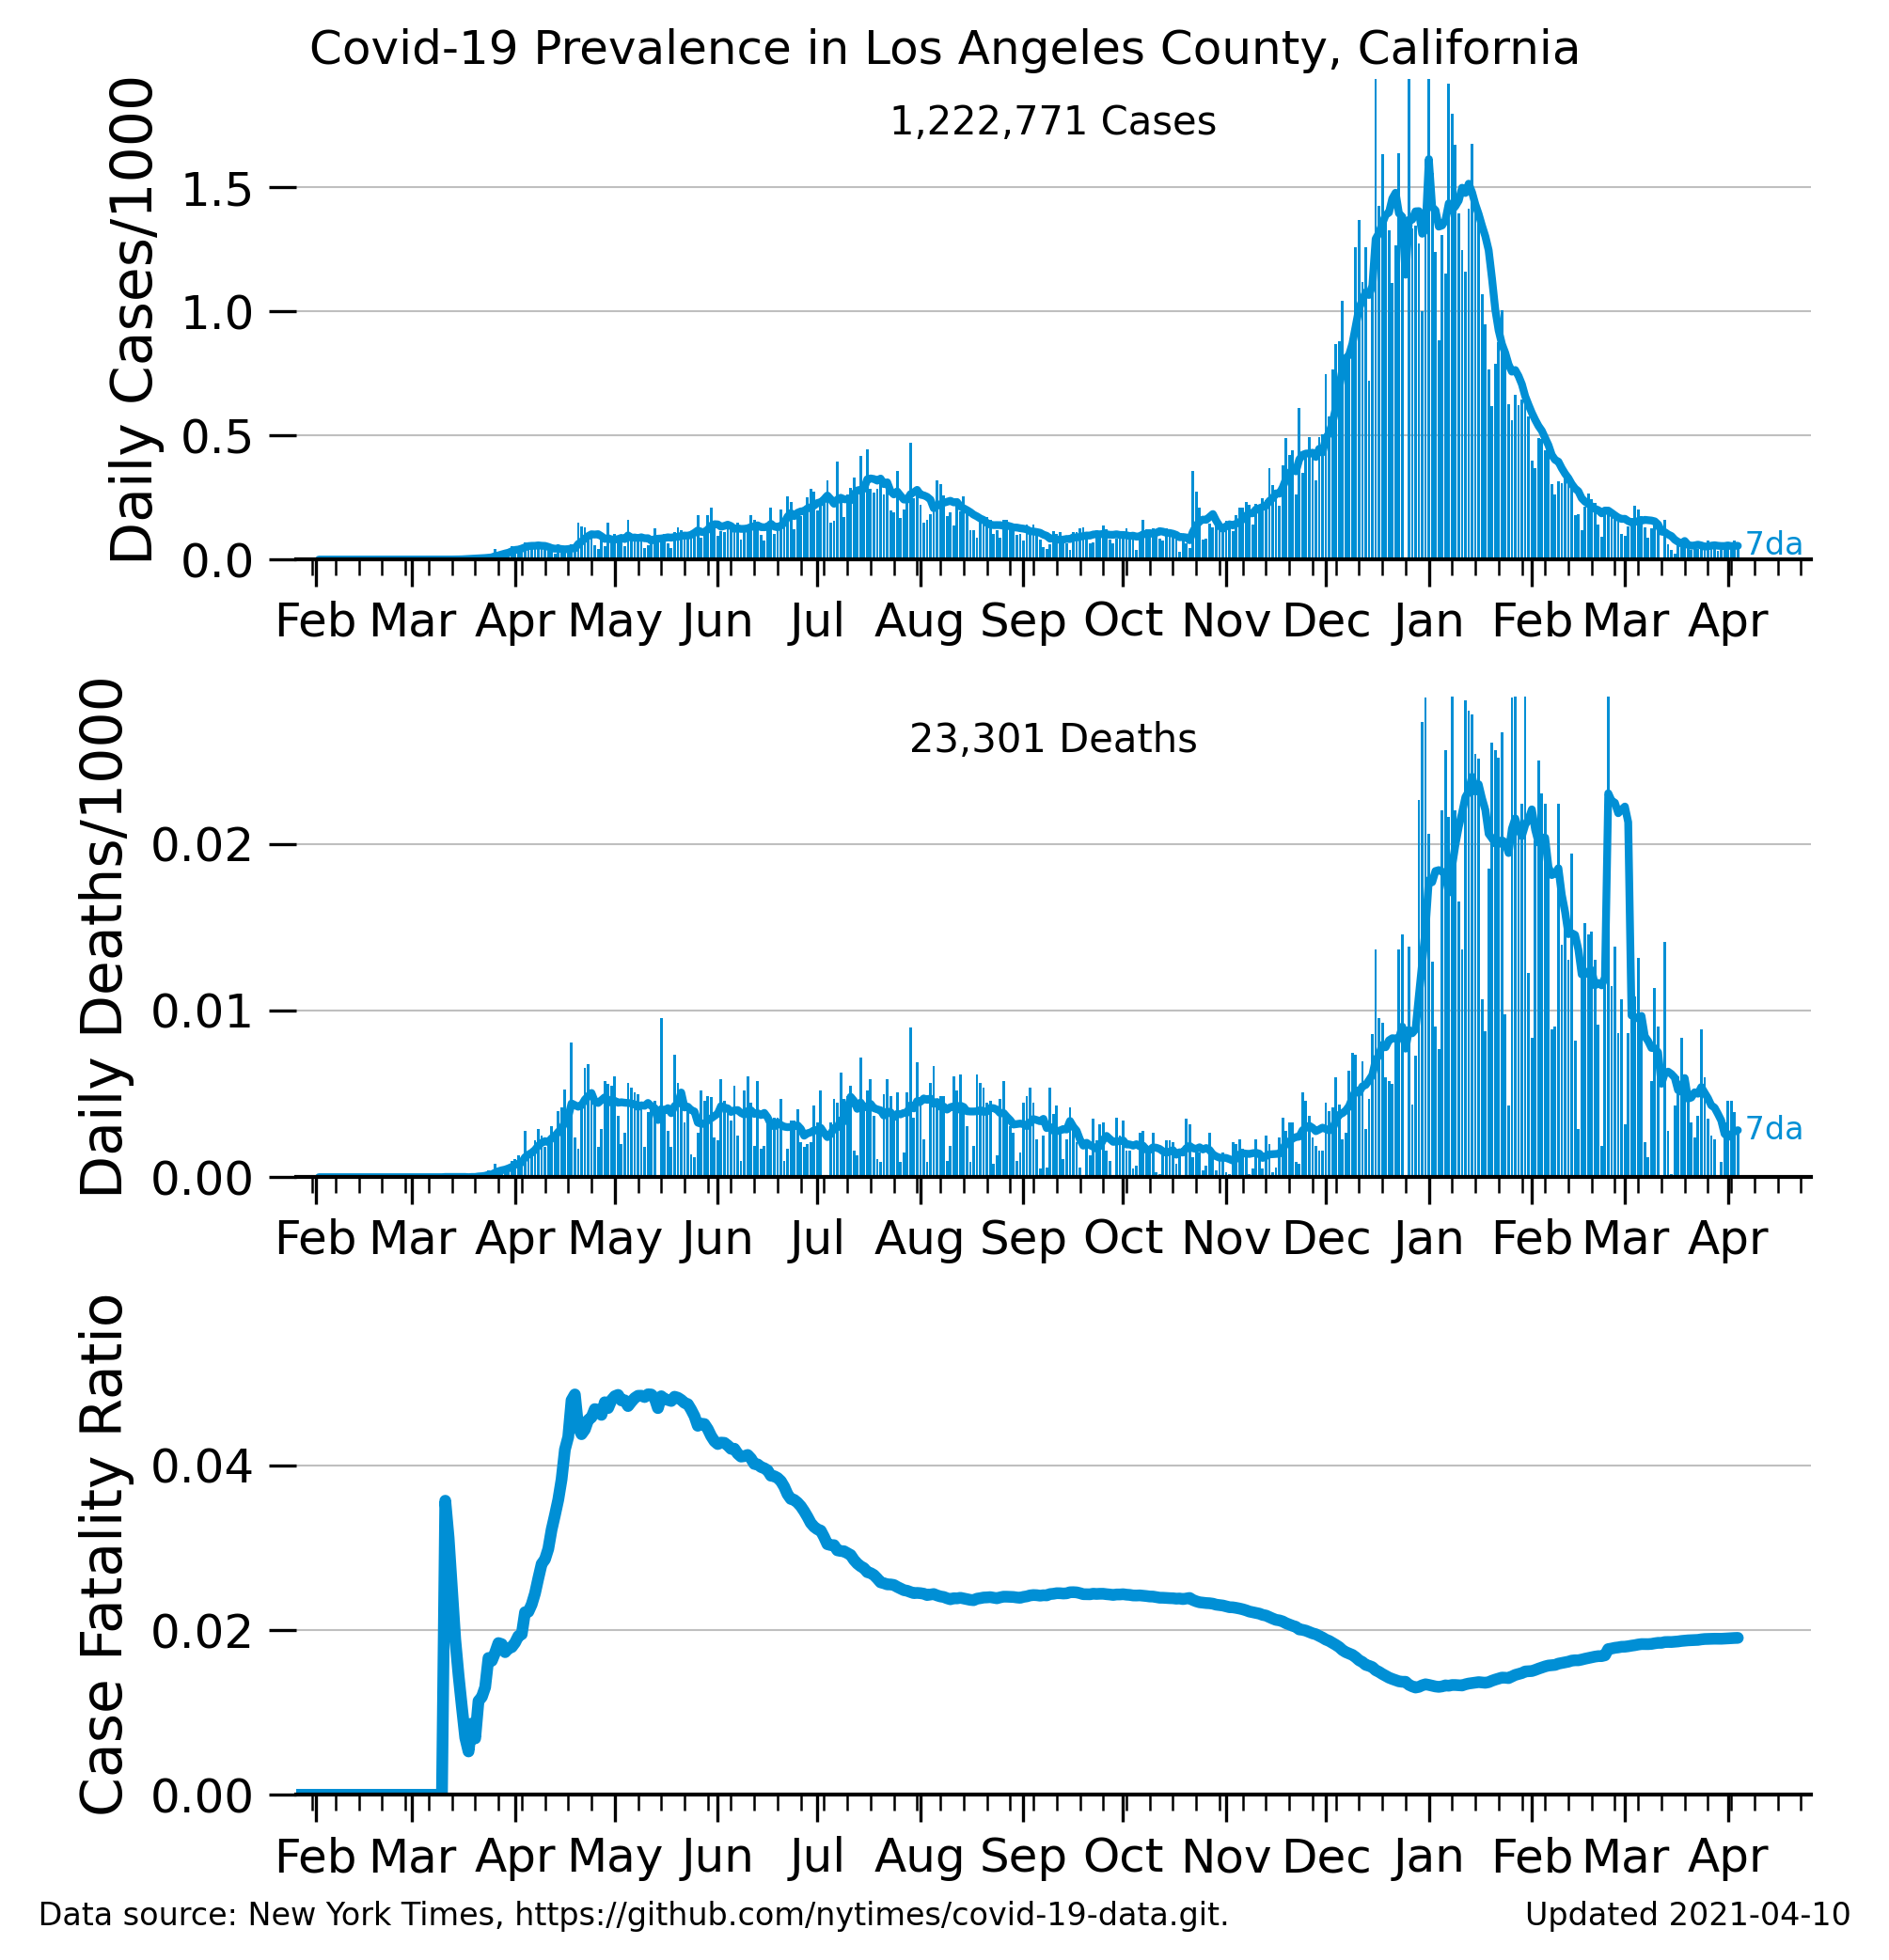 Covid-19 Prevalence in Los Angeles County, California
1,222,771 Cases
Daily Cases/1000
1.5
1.0
0.5
0.0
7da
Feb Mar Apr May Jun Jul Aug Sep Oct Nov Dec Jan Feb Mar Apr
23,301 Deaths
Daily Deaths/1000
0.02
0.01
0.00
7da
Feb Mar Apr May Jun Jul Aug Sep Oct Nov Dec Jan Feb Mar Apr
Case Fatality Ratio
0.04
0.02
0.00
Feb Mar Apr May Jun Jul Aug Sep Oct Nov Dec Jan Feb Mar Apr
Data source: New York Times, https://github.com/nytimes/covid-19-data.git.
Updated 2021-04-10